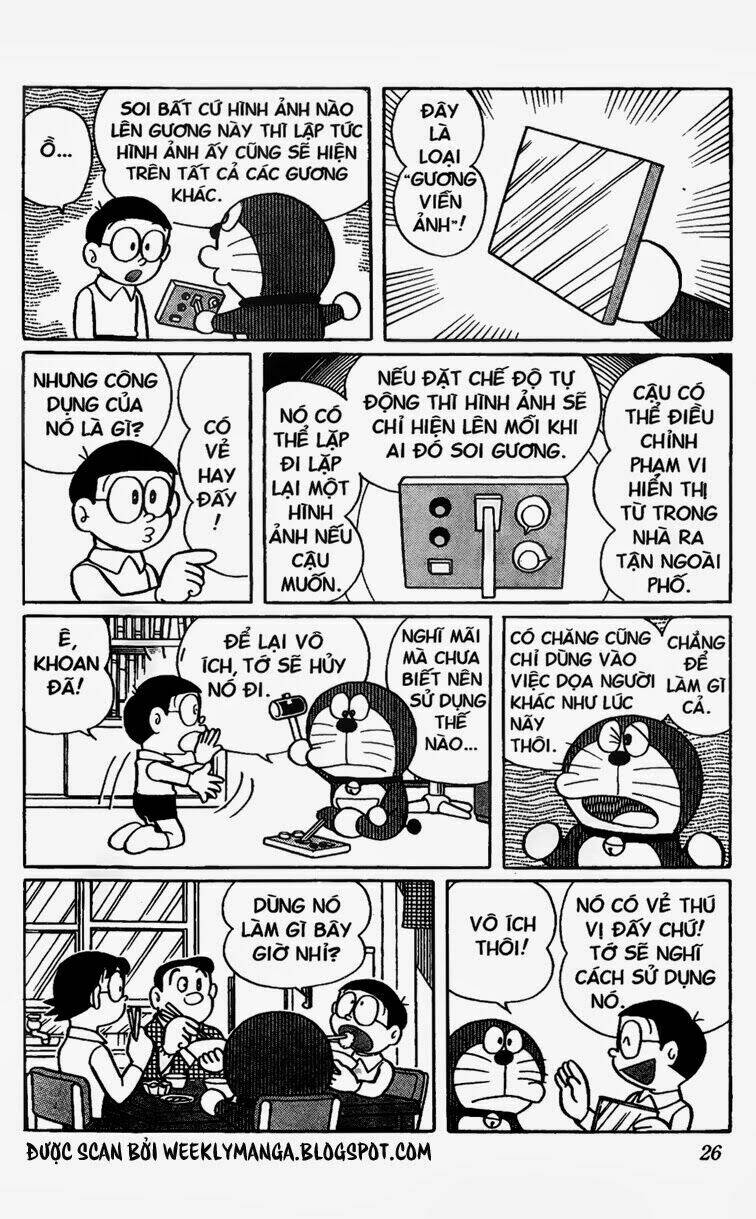 ĐÂY
LÀ
LOẠI
“GƯƠNG
VIỄN
ẢNH”!
SOI BẤT CỨ HÌNH ẢNH NÀO
LÊN GƯƠNG NÀY THÌ LẬP TỨC
HÌNH ẢNH ẤY CŨNG SẼ HIỆN
TRÊN TẤT CẢ CÁC GƯƠNG
KHÁC.
Ồ...
CẬU CÓ
THỂ ĐIỀU
CHỈNH
PHẠM VI
HIỂN THỊ
TỪ TRONG
NHÀ RA
TẬN NGOÀI
PHỐ.
NẾU ĐẶT CHẾ ĐỘ TỰ
ĐỘNG THÌ HÌNH ẢNH SẼ
CHỈ HIỆN LÊN MỖI KHI
AI ĐÓ SOI GƯƠNG.
NÓ CÓ
THỂ LẶP
ĐI LẶP
LẠI MỘT
HÌNH
ẢNH NẾU
CẬU
MUỐN.
CÓ
VẺ
HAY
ĐẤY
!
NHƯNG CÔNG
DỤNG CỦA
NÓ LÀ GÌ?
CHẲNG
ĐỂ
LÀM GÌ
CẢ.
CÓ CHĂNG CŨNG
CHỈ DÙNG VÀO
VIỆC DỌA NGƯỜI
KHÁC NHƯ LÚC
NÃY
THÔI.
NGHĨ MÃI
MÀ CHƯA
BIẾT NÊN
SỬ DỤNG
THẾ
NÀO...
ĐỂ LẠI VÔ
ÍCH, TỚ SẼ HỦY
NÓ ĐI.
Ê,
KHOAN
ĐÃ!
NÓ CÓ VẺ THÚ
VỊ ĐẤY CHỨ!
TỚ SẼ NGHĨ
CÁCH SỬ DỤNG
NÓ.
VÔ ÍCH
THÔI!
DÙNG NÓ
LÀM GÌ BÂY
GIỜ NHỈ?
ĐƯỢC SCAN BỞI WEEKLYMANGA.BLOGSPOT.COM
26